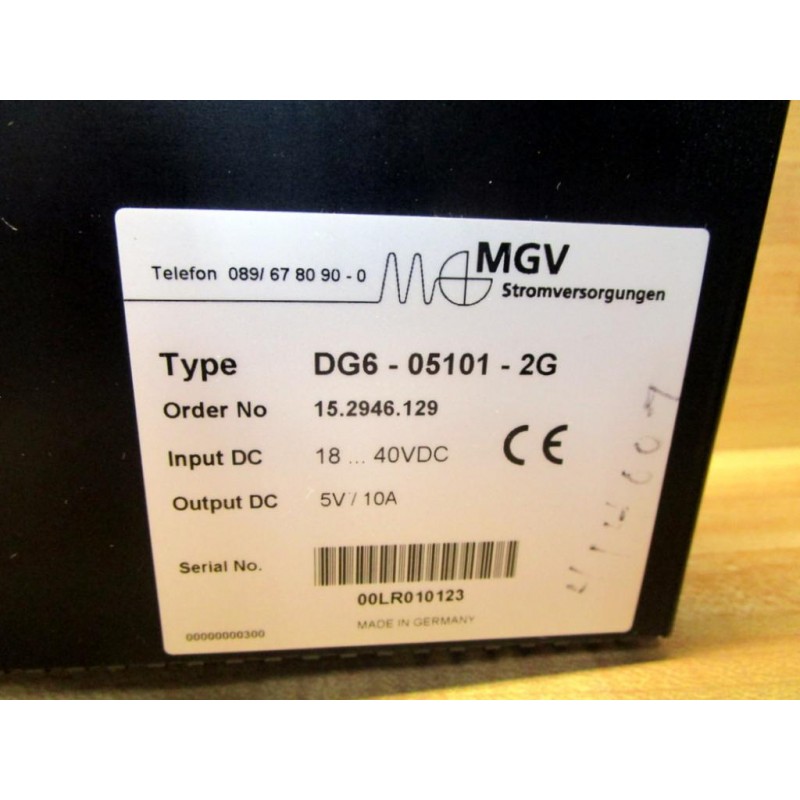 Telefon 089/ 67 80 90 - 0
MGV
Stromversorgungen
Type DG6 - 05101 - 2G
Order No 15.2946.129
Input DC 18 ... 40VDC
CE
Output DC 5V / 10A
Serial No.
00LR010123
MADE IN GERMANY
00000000300